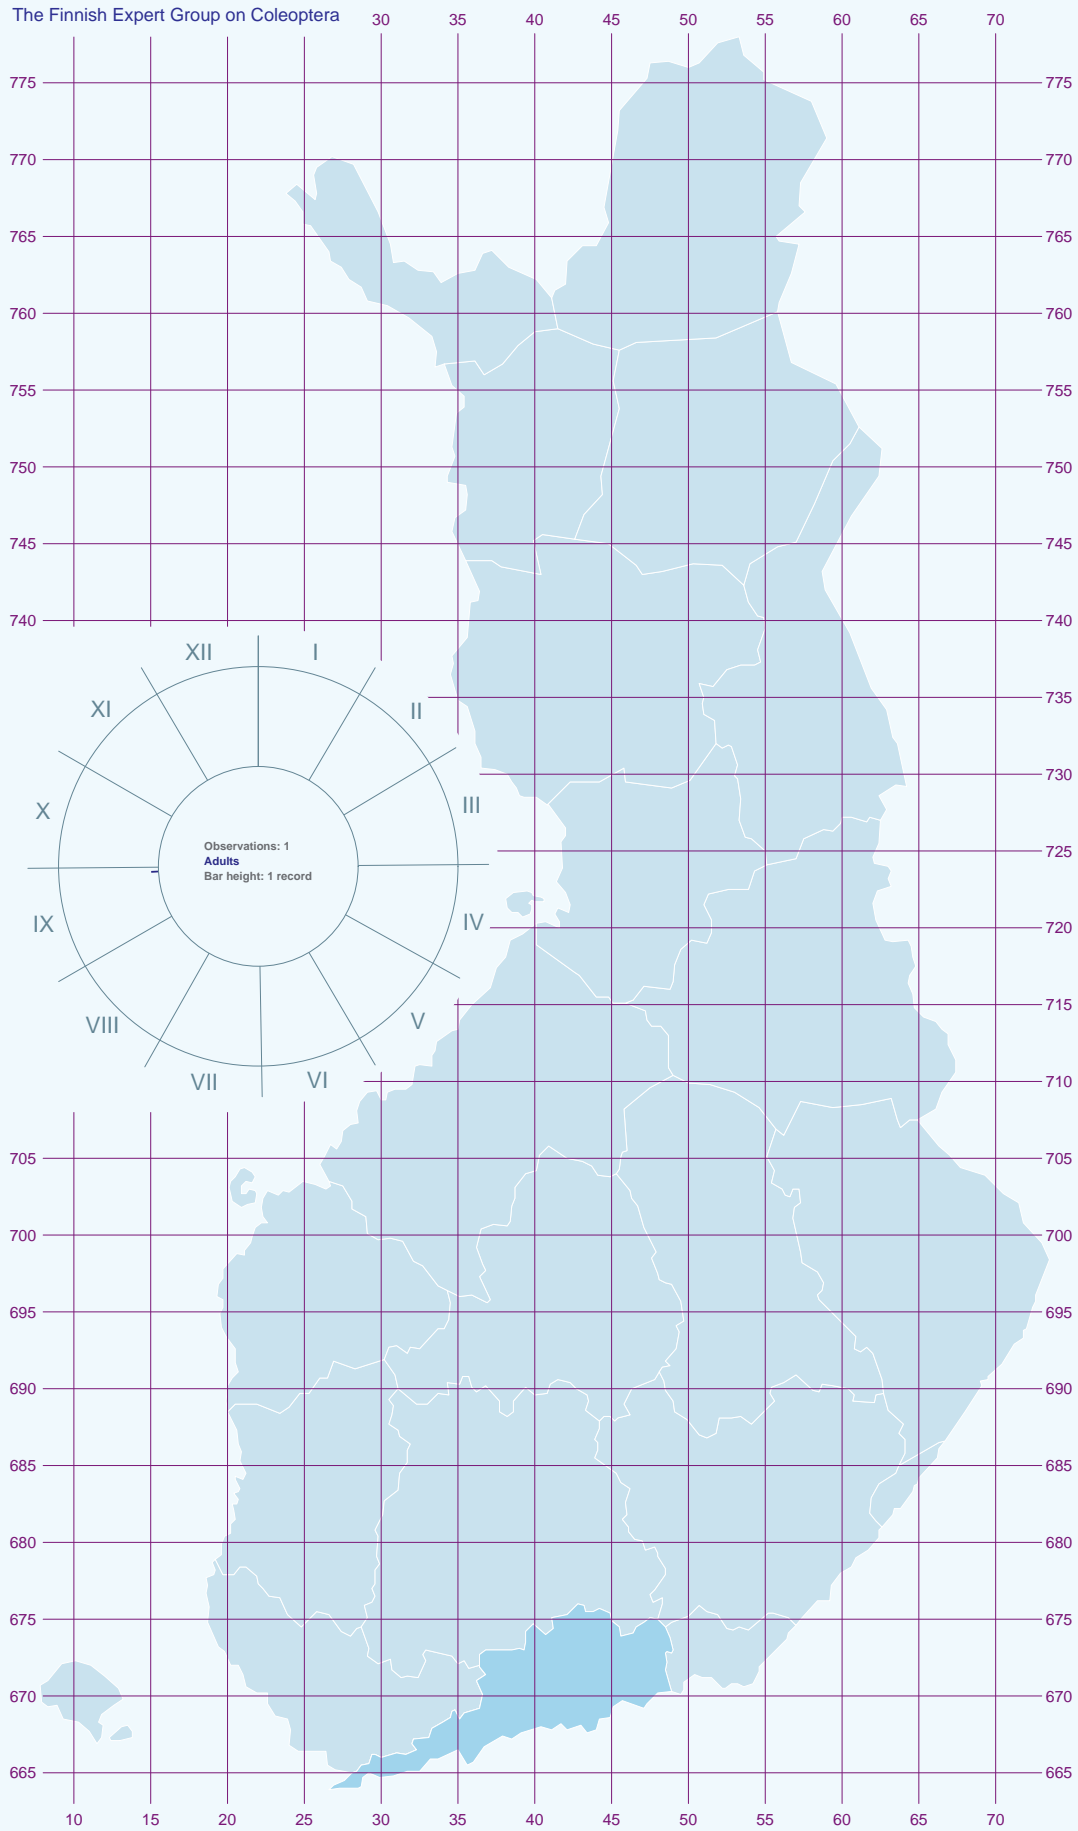 The Finnish Expert Group on Coleoptera 30 35 40 45 50 55 60 65 70
775 775
770 770
765 765
760 760
755 755
750 750
745 745
740 740
XII I
XI II
735
730
X III
Observations: 1
Adults
Bar height: 1 record
725
IX IV
720
715
VIII V
VII VI
710
705 705
700 700
695 695
690 690
685 685
680 680
675 675
670 670
665 665
10 15 20 25 30 35 40 45 50 55 60 65 70